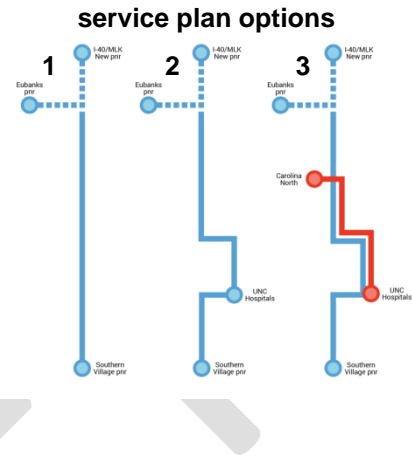 service plan options
1
I-40/MLK
New pnr
Eubanks
pnr
Southern
Village pnr
2
I-40/MLK
New pnr
Eubanks
pnr
UNC
Hospitals
Southern
Village pnr
3
I-40/MLK
New pnr
Eubanks
pnr
Carolina
North
UNC
Hospitals
Southern
Village pnr